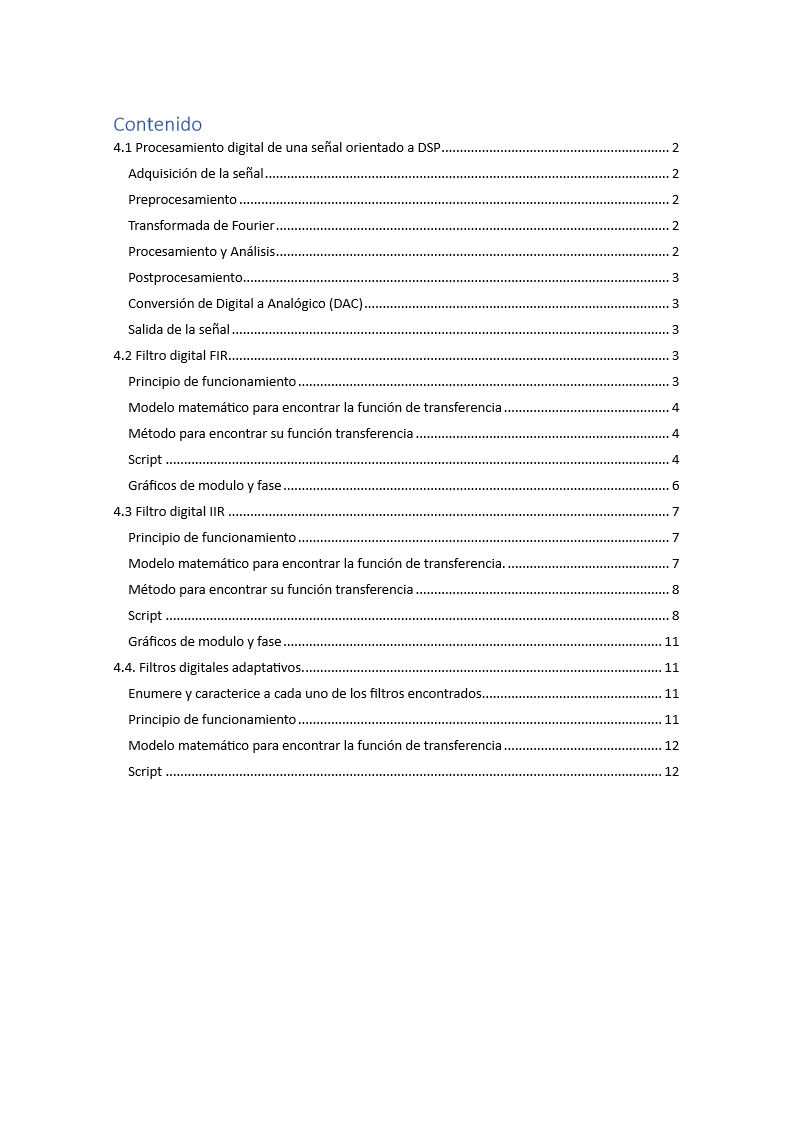 Contenido
4.1 Procesamiento digital de una señal orientado a DSP 2
Adquisición de la señal 2
Preprocesamiento 2
Transformada de Fourier 2
Procesamiento y Análisis 2
Postprocesamiento 3
Conversión de Digital a Analógico (DAC) 3
Salida de la señal 3
4.2 Filtro digital FIR 3
Principio de funcionamiento 3
Modelo matemático para encontrar la función de transferencia 4
Método para encontrar su función transferencia 4
Script 4
Gráficos de modulo y fase 6
4.3 Filtro digital IIR 7
Principio de funcionamiento 7
Modelo matemático para encontrar la función de transferencia. 7
Método para encontrar su función transferencia 8
Script 8
Gráficos de modulo y fase 11
4.4. Filtros digitales adaptativos. 11
Enumere y caracterice a cada uno de los filtros encontrados 11
Principio de funcionamiento 11
Modelo matemático para encontrar la función de transferencia 12
Script 12